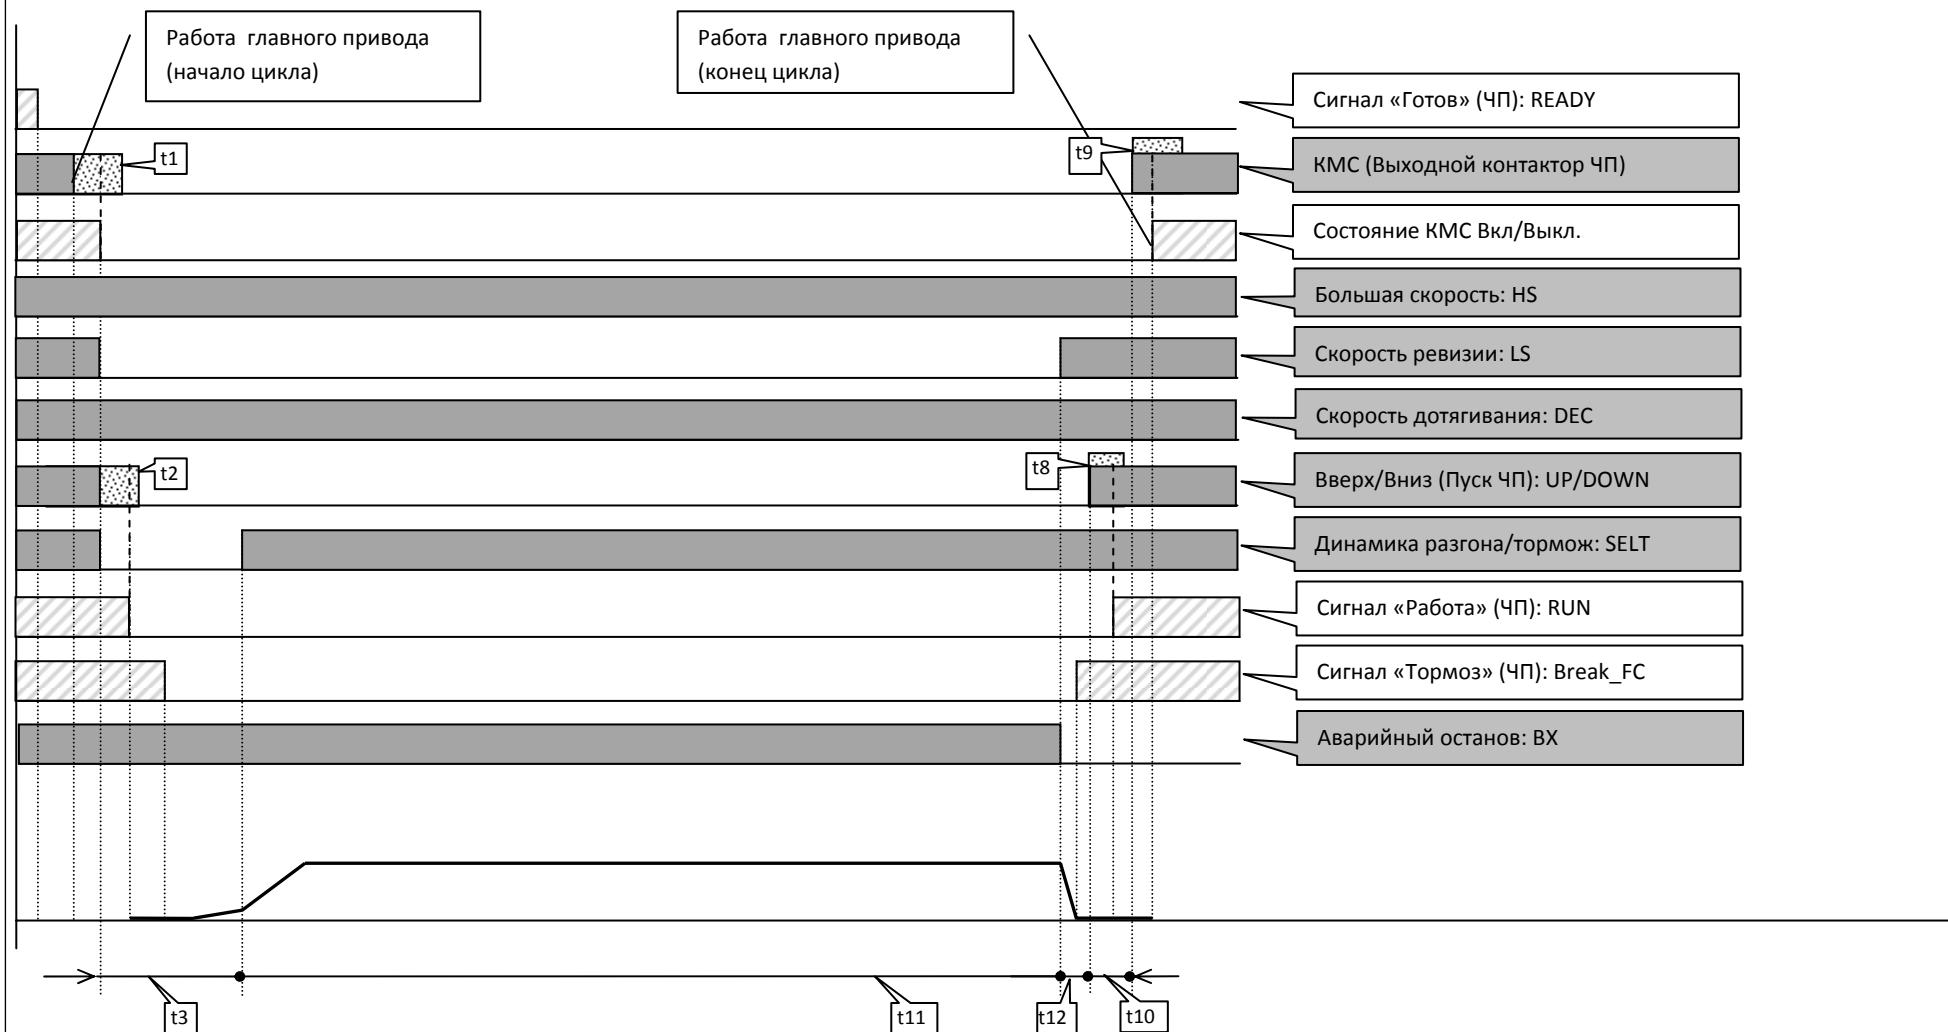 Работа главного привода
(начало цикла)
Работа главного привода
(конец цикла)
Сигнал «Готов» (ЧП): READY
t1
t9
КМС (Выходной контактор ЧП)
Состояние КМС Вкл/Выкл.
Большая скорость: HS
Скорость ревизии: LS
Скорость дотягивания: DEC
t2
t8
Вверх/Вниз (Пуск ЧП): UP/DOWN
Динамика разгона/тормож: SELT
Сигнал «Работа» (ЧП): RUN
Сигнал «Тормоз» (ЧП): Break_FC
Аварийный останов: BX
t3
t11
t12
t10